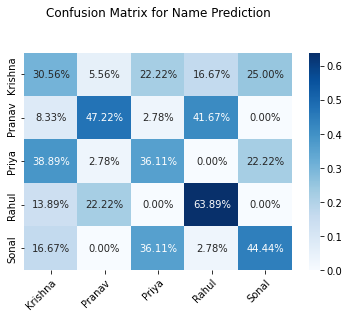 Confusion Matrix for Name Prediction
Krishna 30.56% 5.56% 22.22% 16.67% 25.00%
Pranav 8.33% 47.22% 2.78% 41.67% 0.00%
Priya 38.89% 2.78% 36.11% 0.00% 22.22%
Rahul 13.89% 22.22% 0.00% 63.89% 0.00%
Sonal 16.67% 0.00% 36.11% 2.78% 44.44%
Krishna Pranav Priya Rahul Sonal
0.6
0.5
0.4
0.3
0.2
0.1
0.0